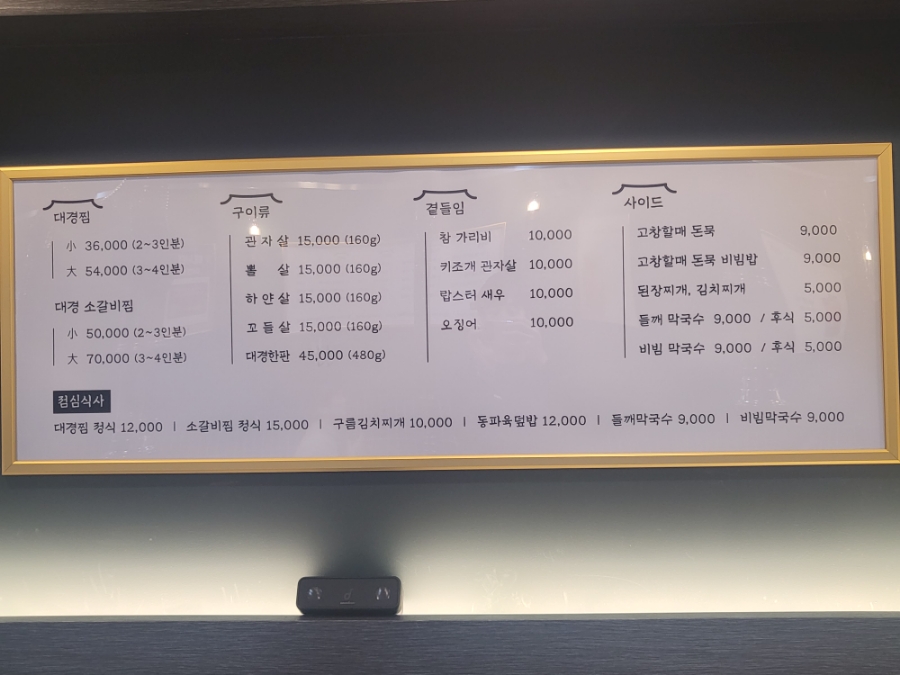 대경찜
小 36,000 (2~3인분)
大 54,000 (3~4인분)
대경 소갈비찜
小 50,000 (2~3인분)
大 70,000 (3~4인분)
구이류
관 자 살 15,000 (160g)
뽈 살 15,000 (160g)
하 얀 살 15,000 (160g)
꼬 들 살 15,000 (160g)
대경한판 45,000 (480g)
곁들임
참 가리비 10,000
키조개 관자살 10,000
랍스터 새우 10,000
오징어 10,000
사이드
고창할매 돈묵 9,000
고창할매 돈묵 비빔밥 9,000
된장찌개, 김치찌개 5,000
들깨 막국수 9,000 / 후식 5,000
비빔 막국수 9,000 / 후식 5,000
점심식사
대경찜 정식 12,000 | 소갈비찜 정식 15,000 | 구름김치찌개 10,000 | 동파육덮밥 12,000 | 들깨막국수 9,000 | 비빔막국수 9,000